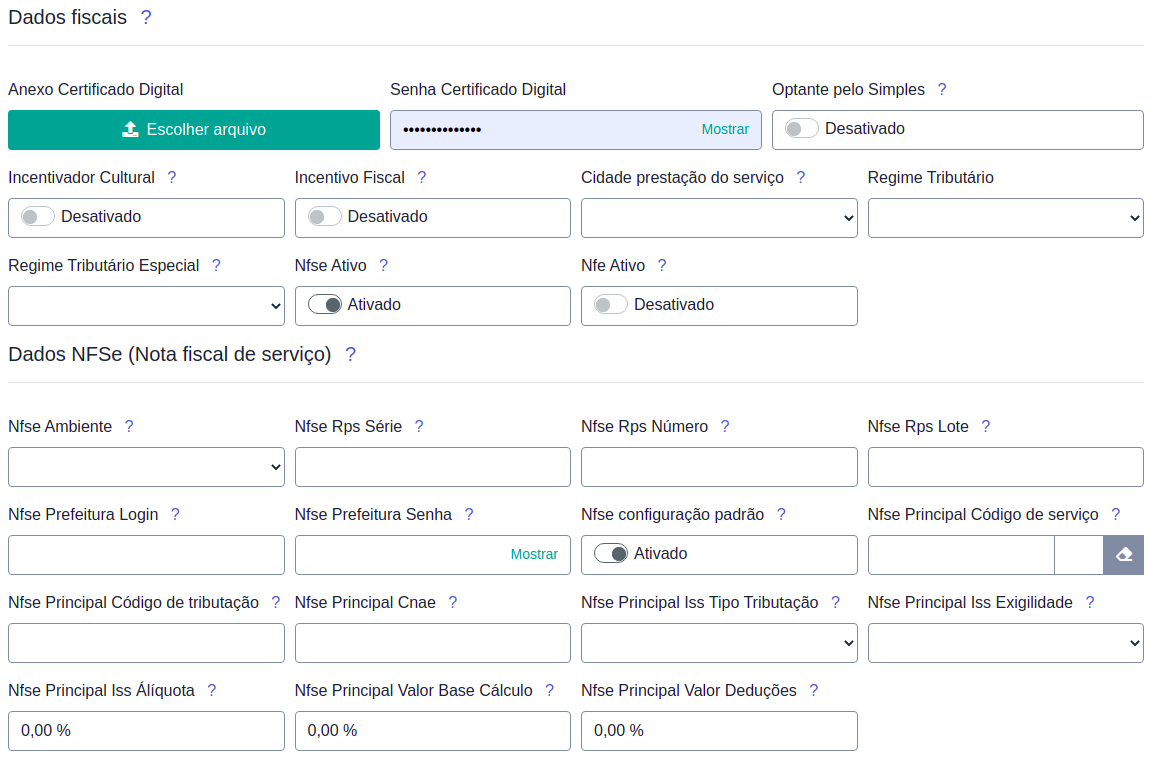 Dados fiscais ?
Anexo Certificado Digital Senha Certificado Digital Optante pelo Simples ?
Escolher arquivo •••••••••••••• Mostrar Desativado
Incentivador Cultural ? Incentivo Fiscal ? Cidade prestação do serviço ? Regime Tributário
Desativado Desativado
Regime Tributário Especial ? Nfse Ativo ? Nfe Ativo ?
Ativado Desativado
Dados NFSe (Nota fiscal de serviço) ?
Nfse Ambiente ? Nfse Rps Série ? Nfse Rps Número ? Nfse Rps Lote ?
Nfse Prefeitura Login ? Nfse Prefeitura Senha ? Nfse configuração padrão ? Nfse Principal Código de serviço ?
Mostrar Ativado
Nfse Principal Código de tributação ? Nfse Principal Cnae ? Nfse Principal Iss Tipo Tributação ? Nfse Principal Iss Exigilidade ?
Nfse Principal Iss Álíquota ? Nfse Principal Valor Base Cálculo ? Nfse Principal Valor Deduções ?
0,00 % 0,00 % 0,00 %